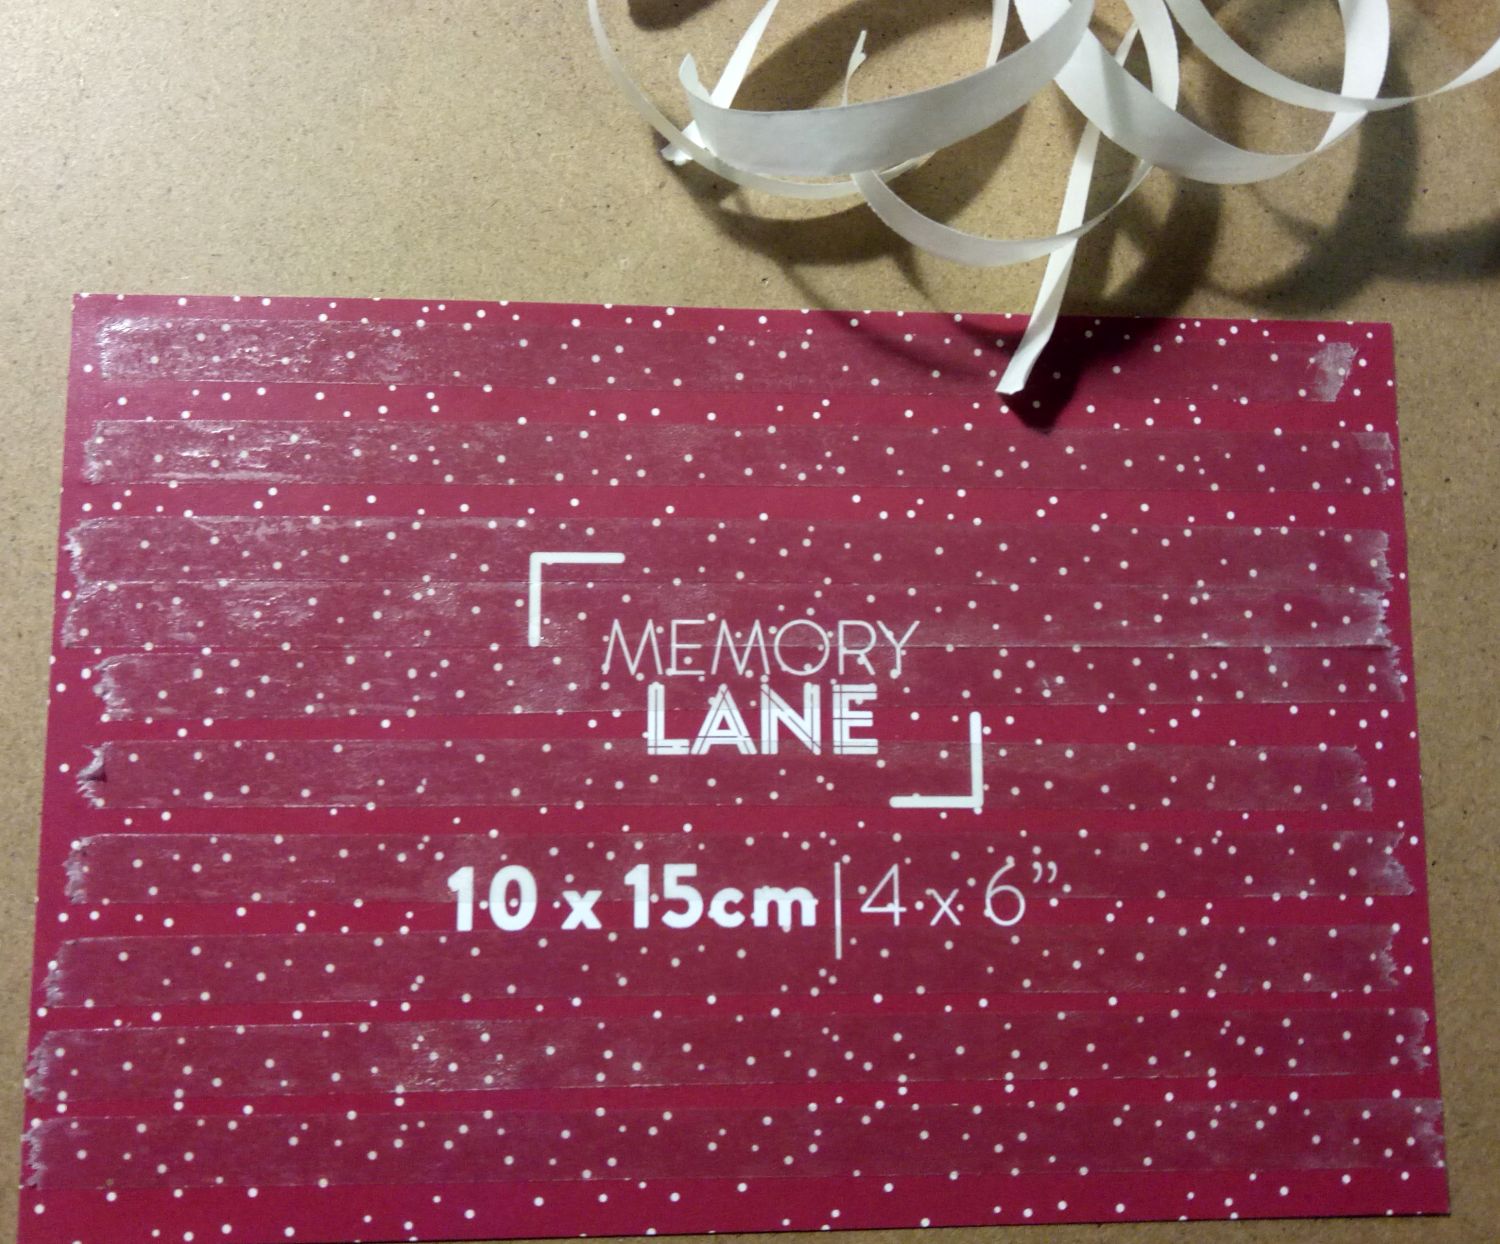 MEMORY
LANE
10 x 15cm | 4 x 6”